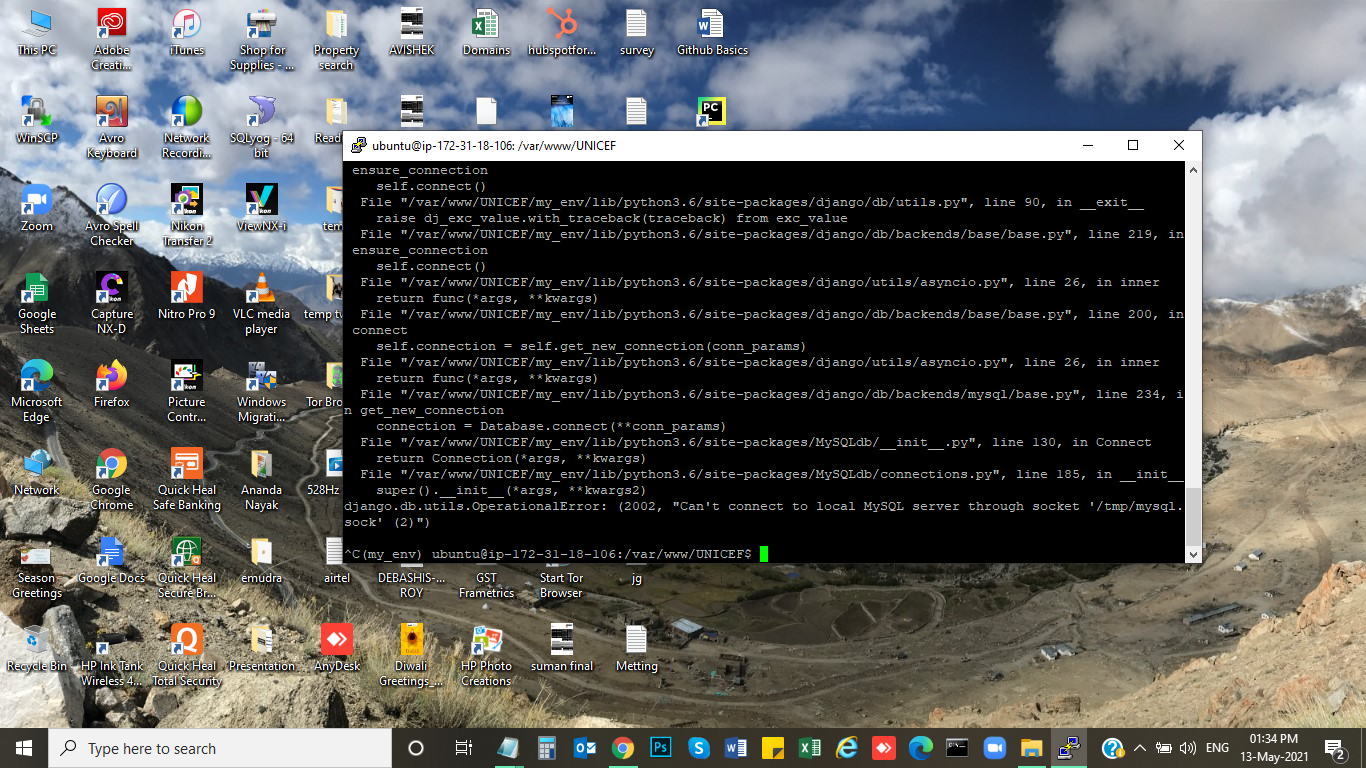 This PC
Adobe Creati...
iTunes
Shop for Supplies - ...
Property search
AVISHEK
Domains
hubspotfor...
survey
Github Basics
WinSCP
Avro Keyboard
Network Recordi...
SQLyog - 64 bit
Read
PC
ubuntu@ip-172-31-18-106: /var/www/UNICEF
ensure_connection
self.connect()
File "/var/www/UNICEF/my_env/lib/python3.6/site-packages/django/db/utils.py", line 90, in __exit__
raise dj_exc_value.with_traceback(traceback) from exc_value
File "/var/www/UNICEF/my_env/lib/python3.6/site-packages/django/db/backends/base/base.py", line 219, in
ensure_connection
self.connect()
File "/var/www/UNICEF/my_env/lib/python3.6/site-packages/django/utils/asyncio.py", line 26, in inner
return func(*args, **kwargs)
File "/var/www/UNICEF/my_env/lib/python3.6/site-packages/django/db/backends/base/base.py", line 200, in
connect
self.connection = self.get_new_connection(conn_params)
File "/var/www/UNICEF/my_env/lib/python3.6/site-packages/django/utils/asyncio.py", line 26, in inner
return func(*args, **kwargs)
File "/var/www/UNICEF/my_env/lib/python3.6/site-packages/django/db/backends/mysql/base.py", line 234, i
n get_new_connection
connection = Database.connect(**conn_params)
File "/var/www/UNICEF/my_env/lib/python3.6/site-packages/MySQLdb/__init__.py", line 130, in Connect
return Connection(*args, **kwargs)
File "/var/www/UNICEF/my_env/lib/python3.6/site-packages/MySQLdb/connections.py", line 185, in __init__
super().__init__(*args, **kwargs2)
django.db.utils.OperationalError: (2002, "Can't connect to local MySQL server through socket '/tmp/mysql.
sock' (2)")
^C(my_env) ubuntu@ip-172-31-18-106:/var/www/UNICEF$
Zoom
Avro Spell Checker
Nikon Transfer 2
ViewNX-i
tem
Google Sheets
Capture NX-D
Nitro Pro 9
VLC media player
temp tw
Microsoft Edge
Firefox
Picture Contr...
Windows Migrati...
Tor Bro
Network
Google Chrome
Quick Heal Safe Banking
Ananda Nayak
528Hz
Season Greetings
Google Docs
Quick Heal Secure Br...
emudra
airtel
DEBASHIS-... ROY
GST Frametrics
Start Tor Browser
jg
Recycle Bin
HP Ink Tank Wireless 4...
Quick Heal Total Security
Presentation
AnyDesk
Diwali Greetings_...
HP Photo Creations
suman final
Metting
Type here to search
ENG
01:34 PM
13-May-2021
2